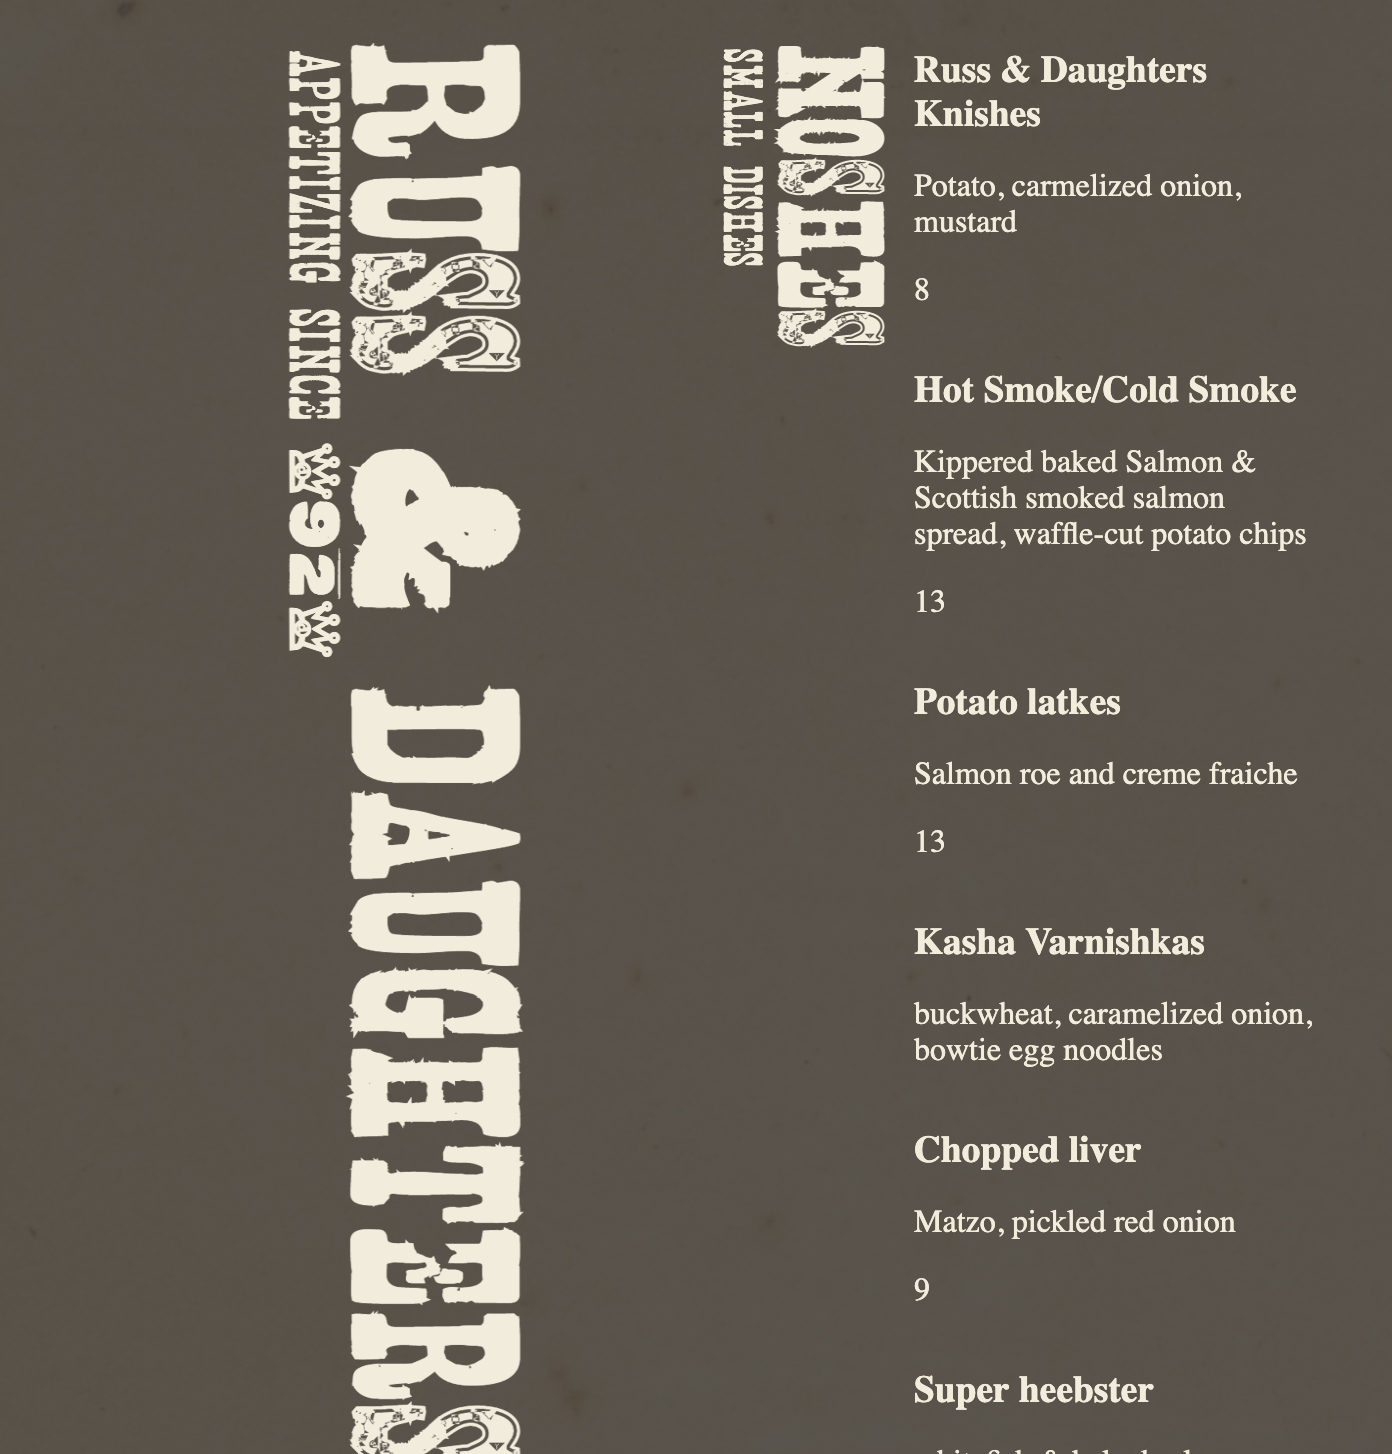 RUSS & DAUGHTERS
APPETIZING SINCE 92
NOSHES
SMALL DISHES
Russ & Daughters
Knishes
Potato, carmelized onion,
mustard
8
Hot Smoke/Cold Smoke
Kippered baked Salmon &
Scottish smoked salmon
spread, waffle-cut potato chips
13
Potato latkes
Salmon roe and creme fraiche
13
Kasha Varnishkas
buckwheat, caramelized onion,
bowtie egg noodles
Chopped liver
Matzo, pickled red onion
9
Super heebster